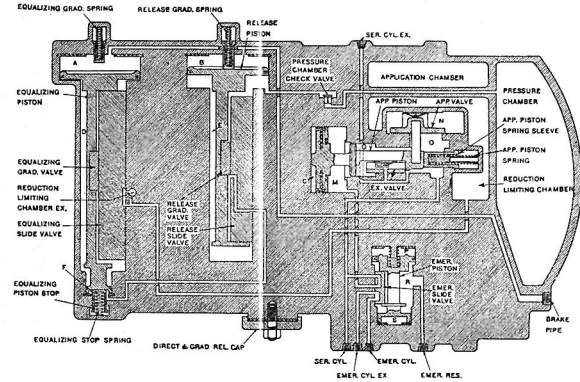 EQUALIZING GRAD. SPRING
RELEASE GRAD. SPRING
RELEASE PISTON
SER. CYL. EX.
PRESSURE CHAMBER CHECK VALVE
APPLICATION CHAMBER
PRESSURE CHAMBER
APP. PISTON
APP. VALVE
APP. PISTON SPRING SLEEVE
APP. PISTON SPRING
EX. VALVE
REDUCTION LIMITING CHAMBER
EQUALIZING PISTON
EQUALIZING GRAD. VALVE
REDUCTION LIMITING CHAMBER EX.
EQUALIZING SLIDE VALVE
EQUALIZING PISTON STOP
EQUALIZING STOP SPRING
RELEASE GRAD. VALVE
RELEASE SLIDE VALVE
DIRECT & GRAD REL. CAP
EMER. PISTON
EMER. SLIDE VALVE
BRAKE PIPE
SER. CYL.
EMER. CYL. EX.
EMER. CYL.
EMER. RES.
A
B
D
E
F
C
M
N
O
P
R
S